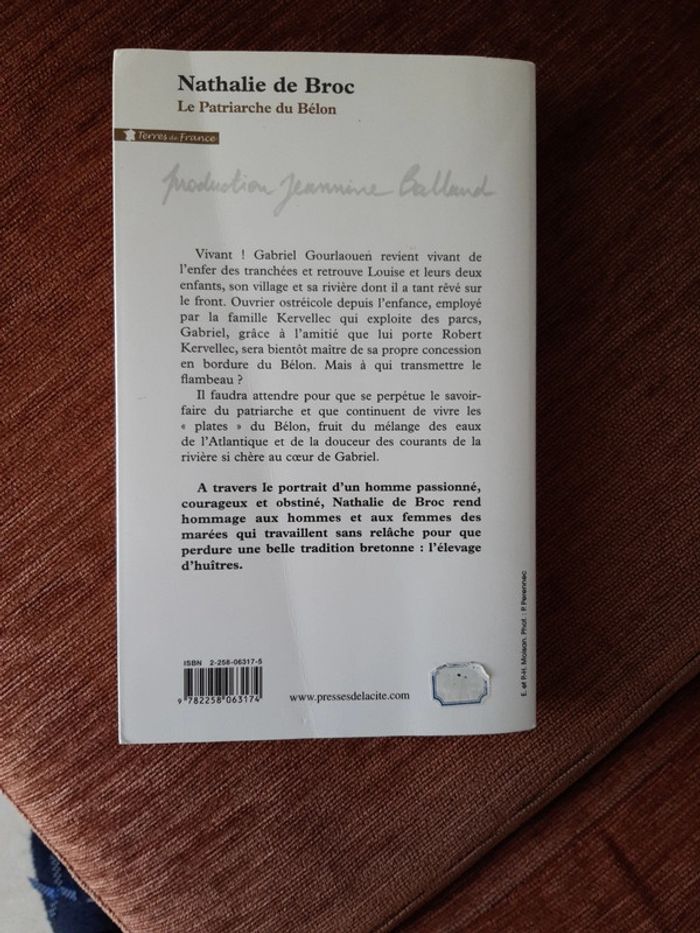 Nathalie de Broc
Le Patriarche du Bélon
Terres de France
production Jeannine Balland
Vivant ! Gabriel Gourlaouen revient vivant de
l'enfer des tranchées et retrouve Louise et leurs deux
enfants, son village et sa rivière dont il a tant rêvé sur
le front. Ouvrier ostréicole depuis l'enfance, employé
par la famille Kervellec qui exploite des parcs,
Gabriel, grâce à l'amitié que lui porte Robert
Kervellec, sera bientôt maître de sa propre concession
en bordure du Bélon. Mais à qui transmettre le
flambeau ?
Il faudra attendre pour que se perpétue le savoir-
faire du patriarche et que continuent de vivre les
« plates » du Bélon, fruit du mélange des eaux
de l'Atlantique et de la douceur des courants de la
rivière si chère au cœur de Gabriel.
A travers le portrait d'un homme passionné,
courageux et obstiné, Nathalie de Broc rend
hommage aux hommes et aux femmes des
marées qui travaillent sans relâche pour que
perdure une belle tradition bretonne : l'élevage
d'huîtres.
ISBN 2-258-06317-5
9 782258 063174
www.pressesdelacite.com
E. et P.-H. Moisan. Phot. : P. Perennec